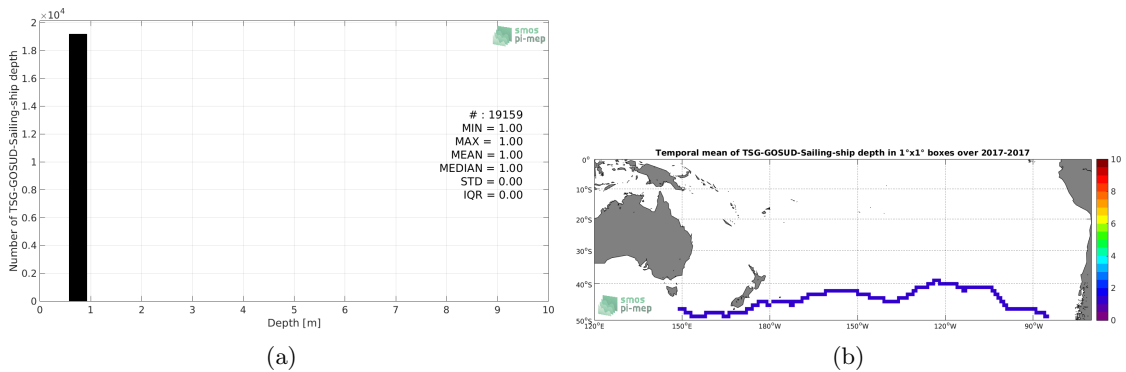 ×10⁴
2
1.8
1.6
1.4
1.2
1
0.8
0.6
0.4
0.2
0
Number of TSG-GOSUD-Sailing-ship depth
smos
pi-mep
# : 19159
MIN = 1.00
MAX = 1.00
MEAN = 1.00
MEDIAN = 1.00
STD = 0.00
IQR = 0.00
0 1 2 3 4 5 6 7 8 9 10
Depth [m]
(a)
Temporal mean of TSG-GOSUD-Sailing-ship depth in 1°x1° boxes over 2017-2017
0°
10°S
20°S
30°S
40°S
50°S
smos
pi-mep
120°E 150°E 180°W 150°W 120°W 90°W
10
8
6
4
2
0
(b)